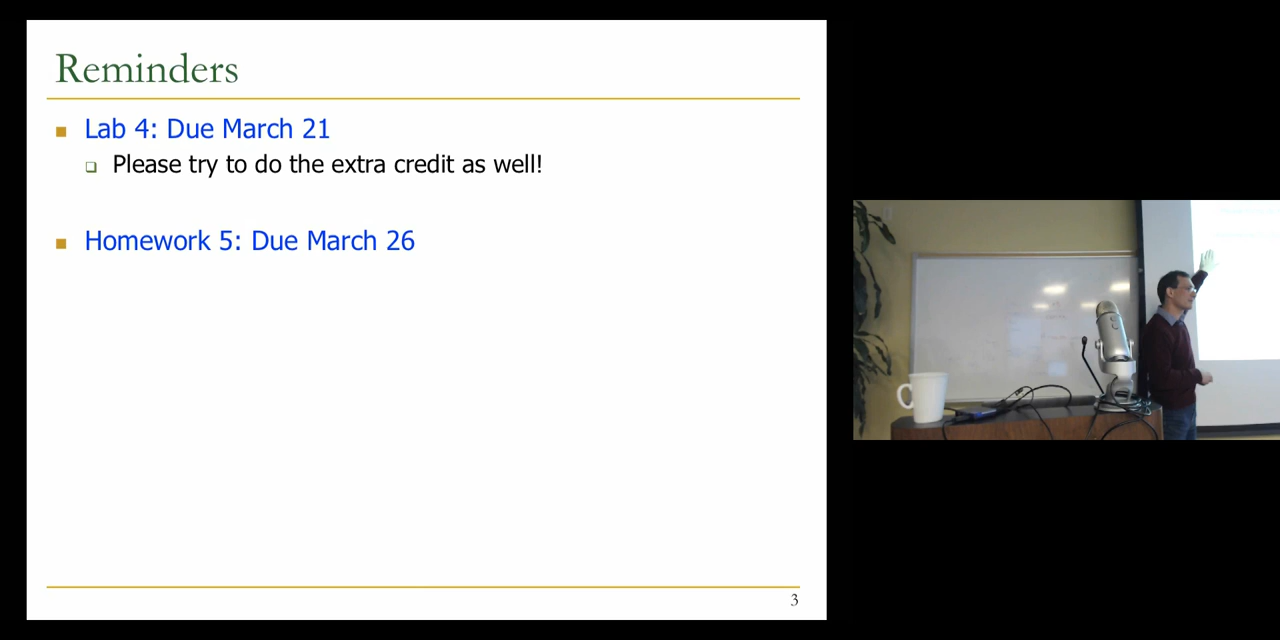 Reminders
Lab 4: Due March 21
Please try to do the extra credit as well!
Homework 5: Due March 26
3